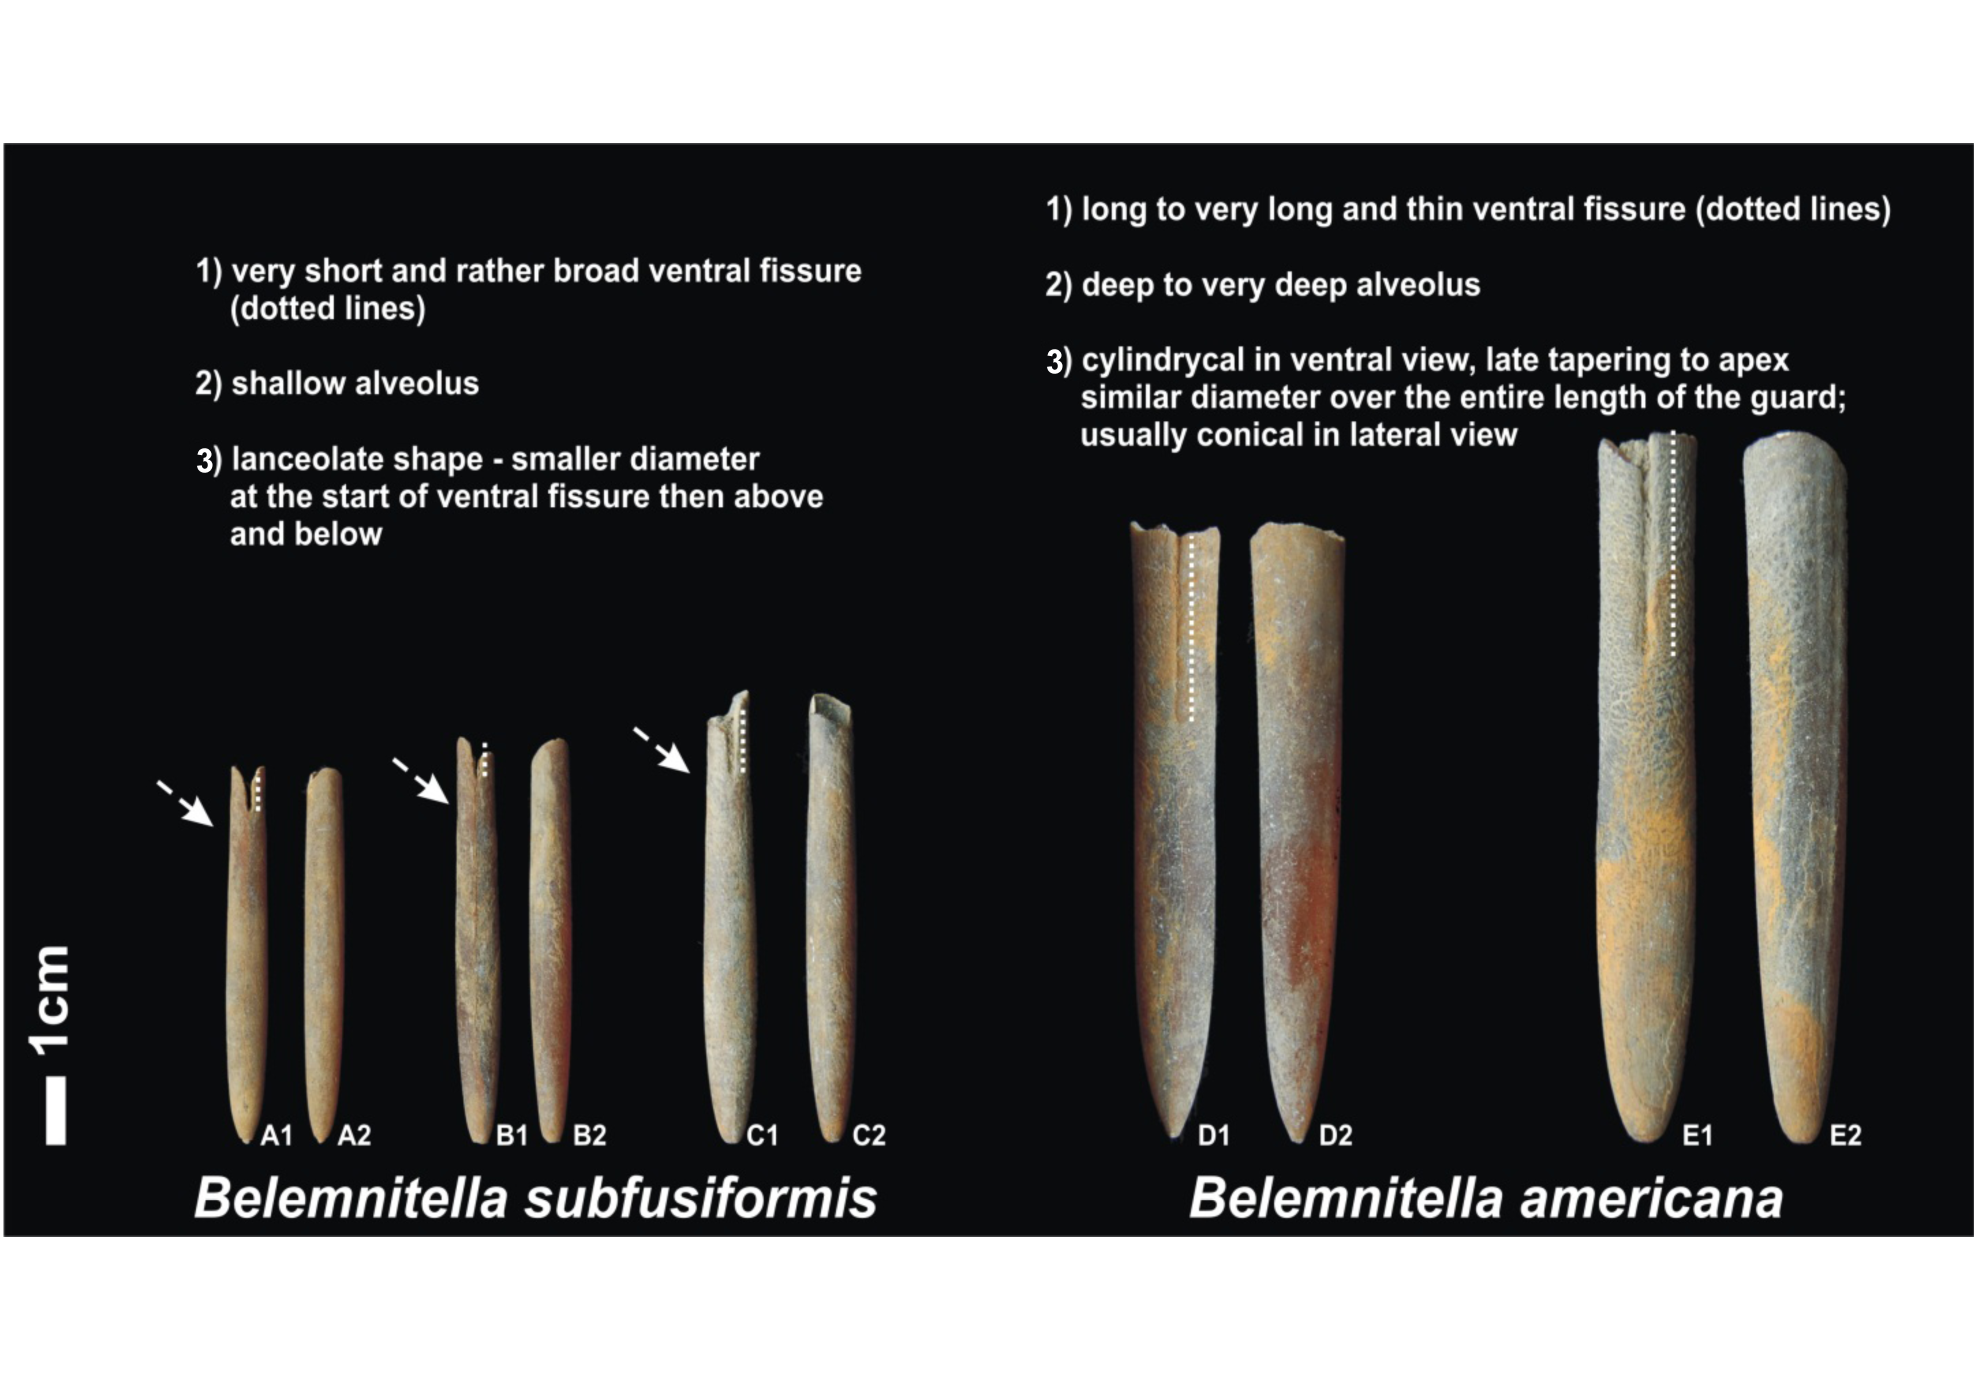 1) very short and rather broad ventral fissure
(dotted lines)
2) shallow alveolus
3) lanceolate shape - smaller diameter
at the start of ventral fissure then above
and below
1) long to very long and thin ventral fissure (dotted lines)
2) deep to very deep alveolus
3) cylindrycal in ventral view, late tapering to apex
similar diameter over the entire length of the guard;
usually conical in lateral view
1cm
A1
A2
B1
B2
C1
C2
D1
D2
E1
E2
Belemnitella subfusiformis
Belemnitella americana